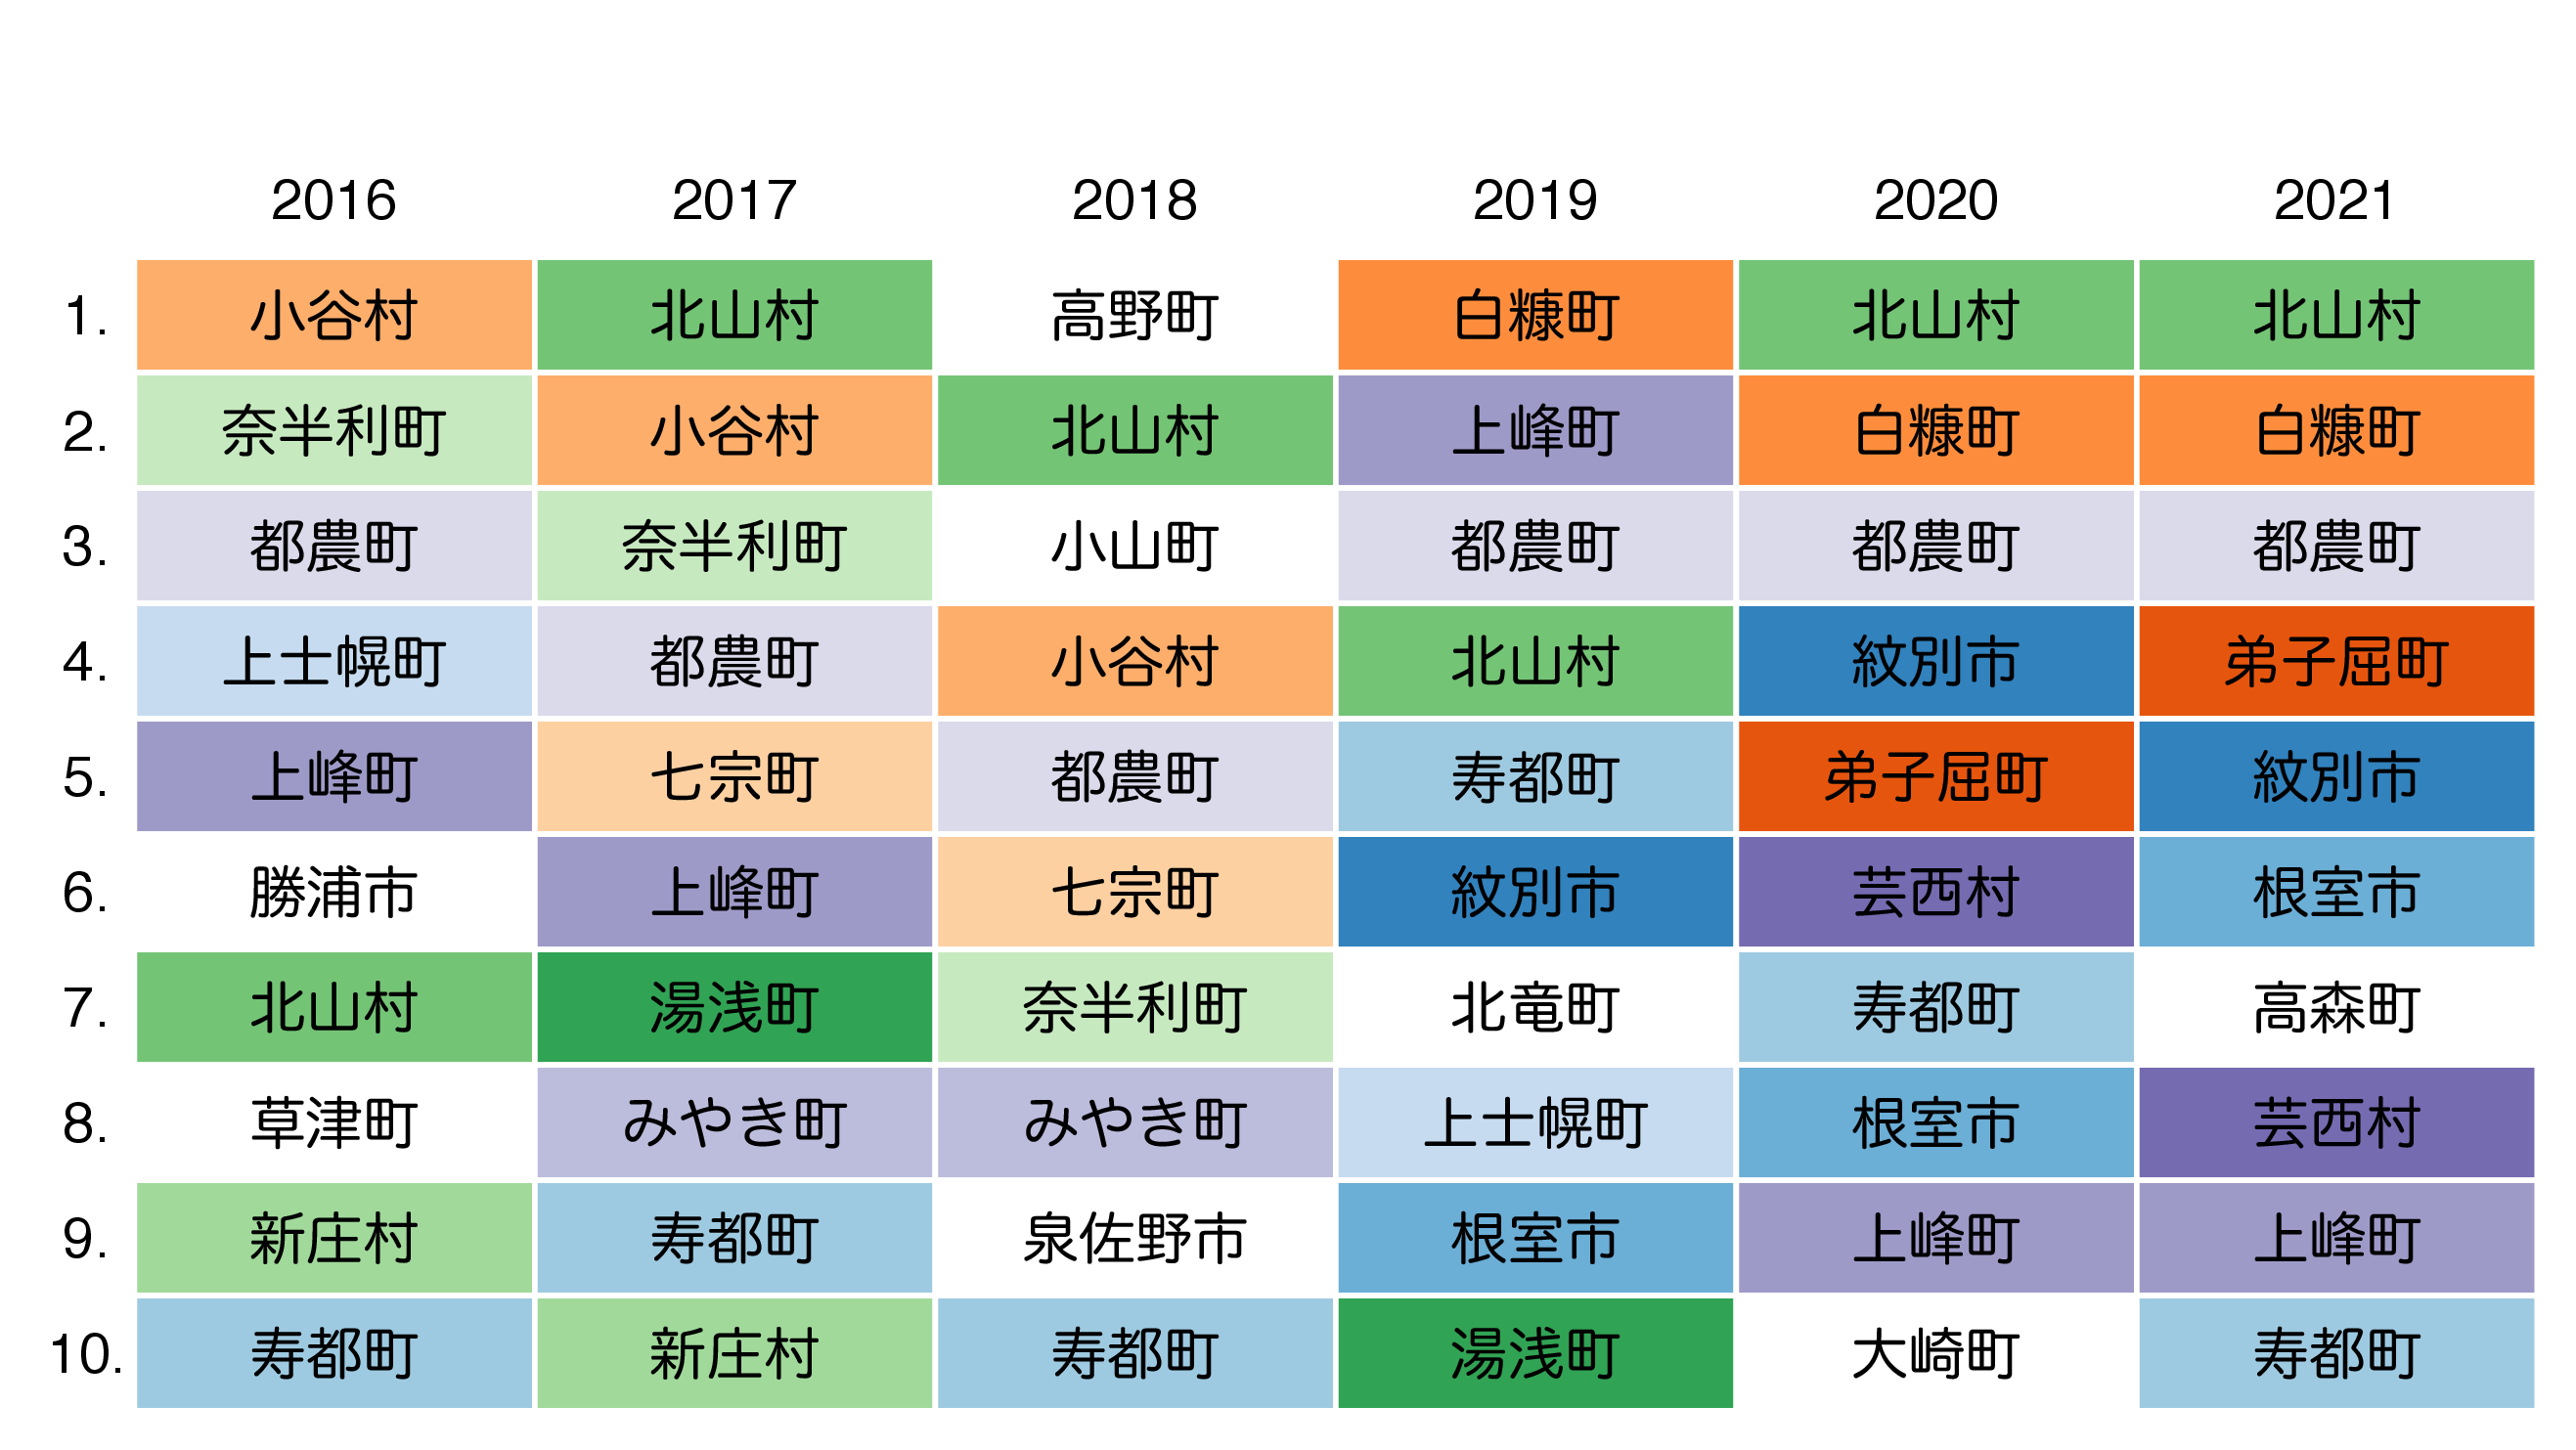 2016 2017 2018 2019 2020 2021
1. 小谷村 北山村 高野町 白糠町 北山村 北山村
2. 奈半利町 小谷村 北山村 上峰町 白糠町 白糠町
3. 都農町 奈半利町 小山町 都農町 都農町 都農町
4. 上士幌町 都農町 小谷村 北山村 紋別市 弟子屈町
5. 上峰町 七宗町 都農町 寿都町 弟子屈町 紋別市
6. 勝浦市 上峰町 七宗町 紋別市 芸西村 根室市
7. 北山村 湯浅町 奈半利町 北竜町 寿都町 高森町
8. 草津町 みやき町 みやき町 上士幌町 根室市 芸西村
9. 新庄村 寿都町 泉佐野市 根室市 上峰町 上峰町
10. 寿都町 新庄村 寿都町 湯浅町 大崎町 寿都町